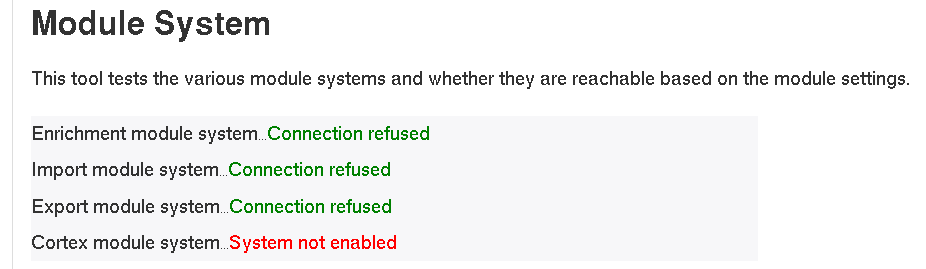 Module System
This tool tests the various module systems and whether they are reachable based on the module settings.
Enrichment module system...Connection refused
Import module system...Connection refused
Export module system...Connection refused
Cortex module system...System not enabled